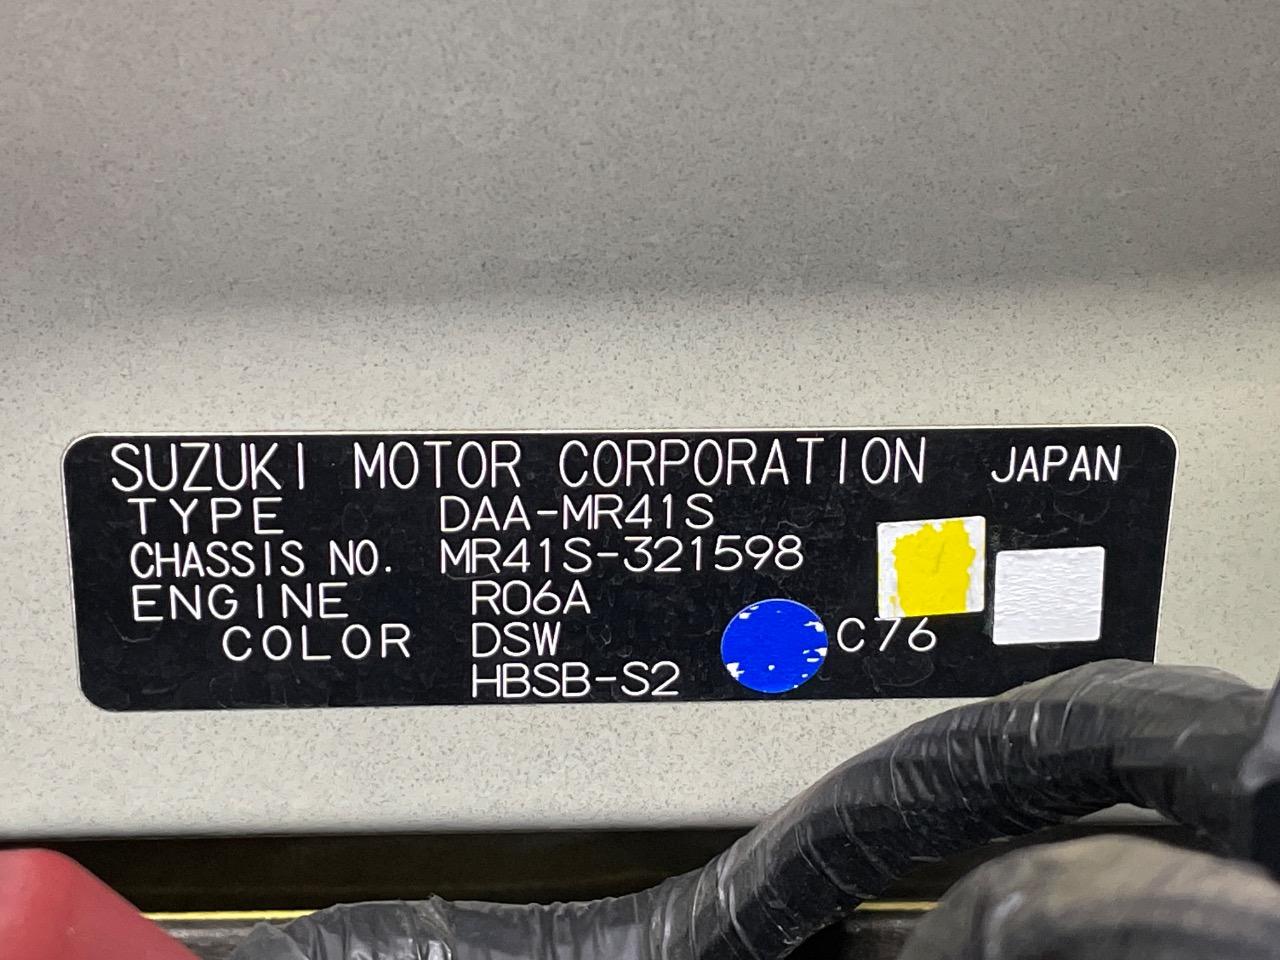 SUZUKI MOTOR CORPORATION JAPAN
TYPE DAA-MR41S
CHASSIS NO. MR41S-321598
ENGINE R06A
COLOR DSW C76
HBSB-S2